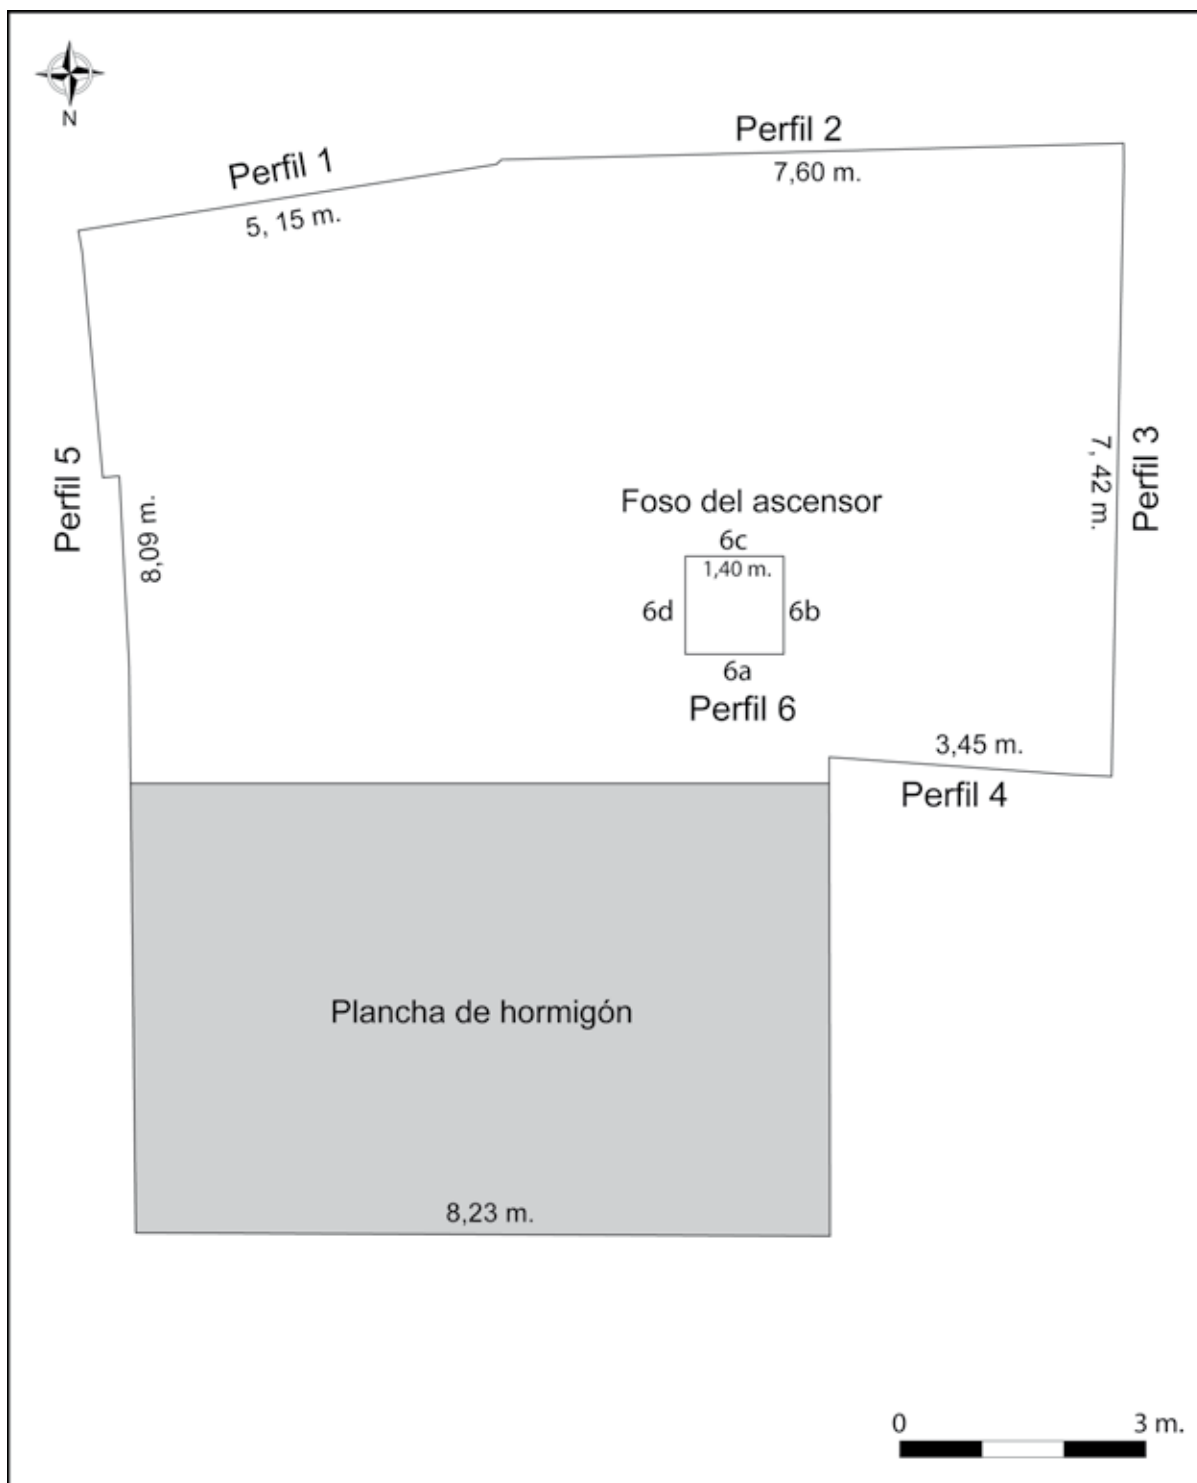 N
Perfil 1
5, 15 m.
Perfil 2
7,60 m.
Perfil 5
8,09 m.
7, 42 m.
Perfil 3
Foso del ascensor
6c
1,40 m.
6d
6b
6a
Perfil 6
3,45 m.
Perfil 4
Plancha de hormigón
8,23 m.
0
3 m.